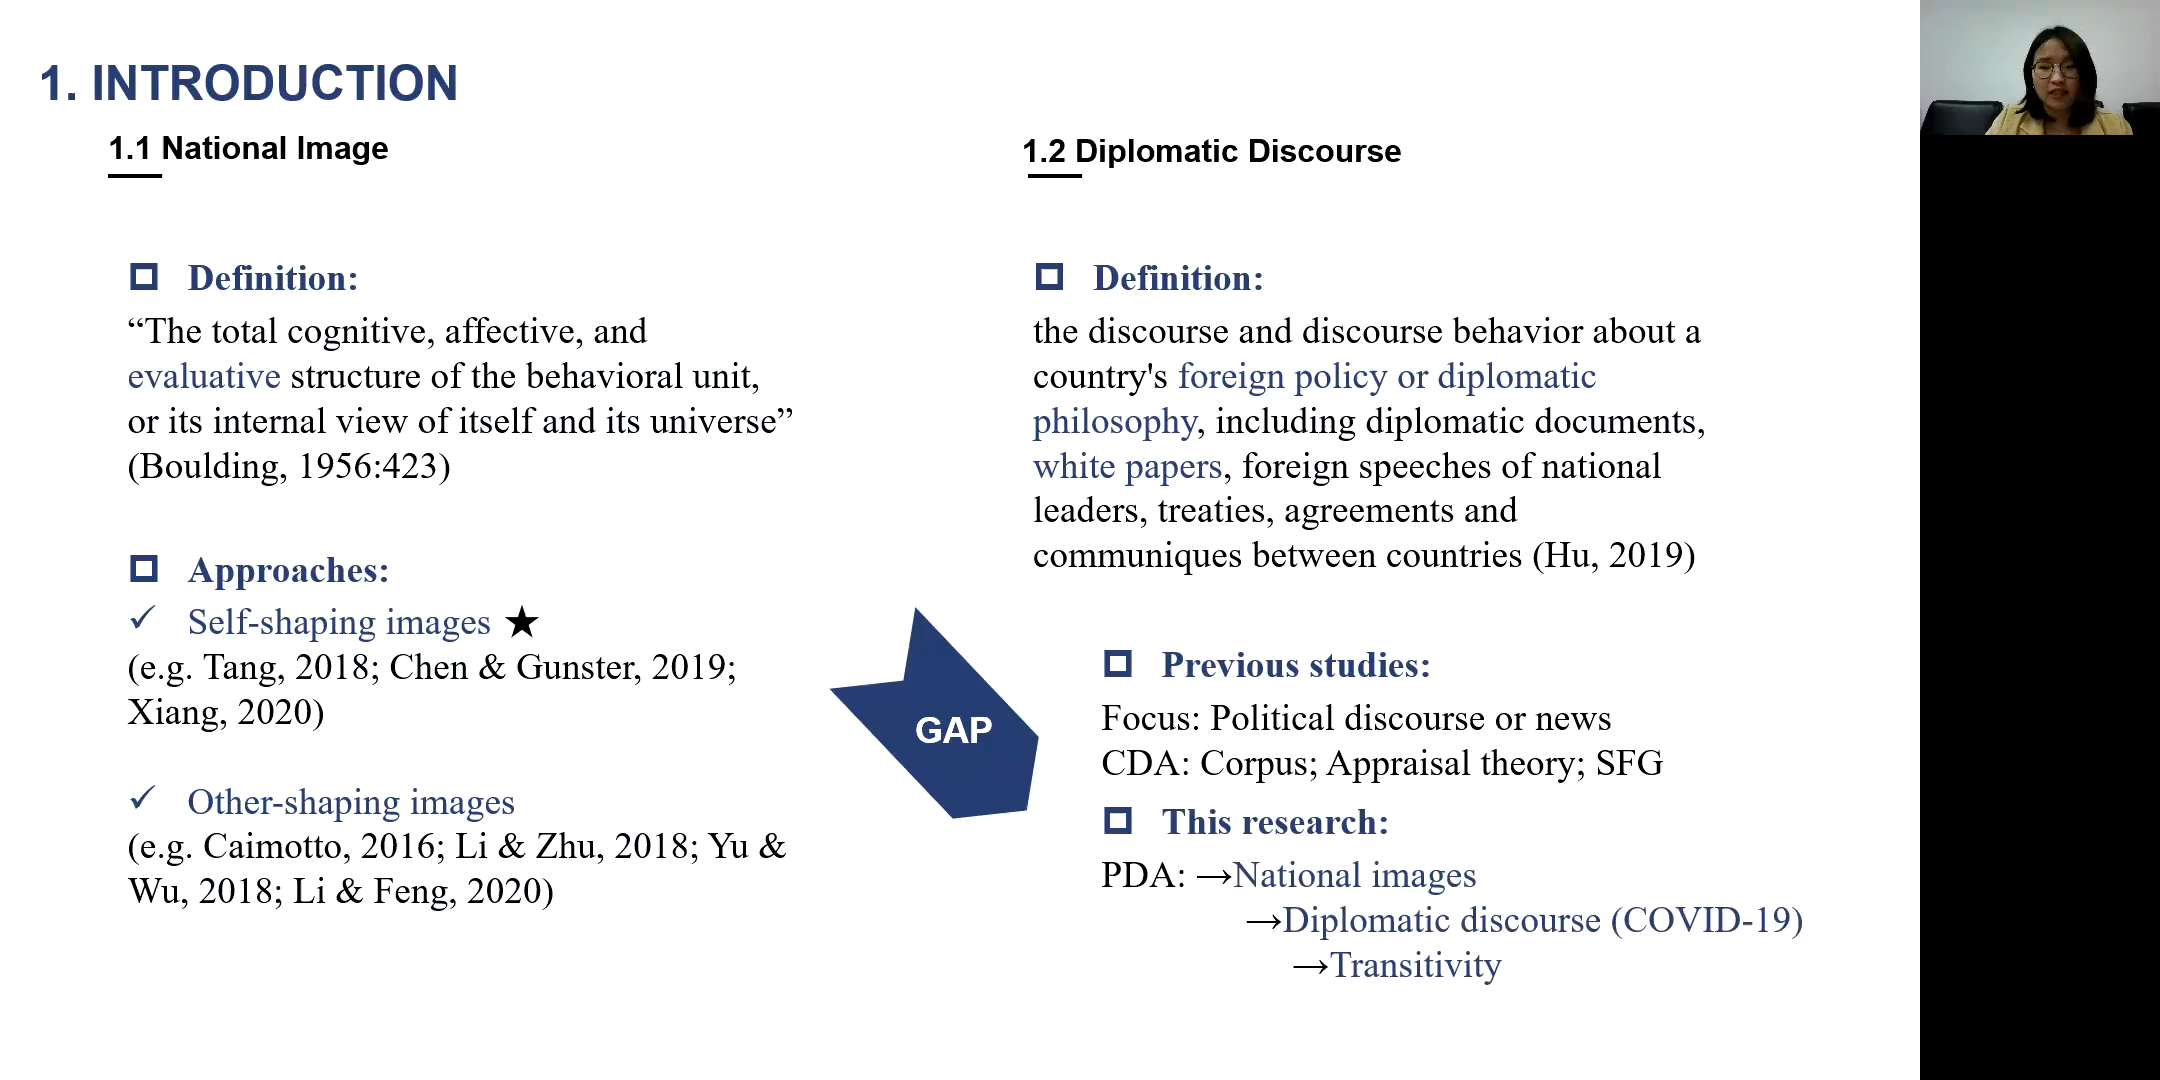 1. INTRODUCTION
1.1 National Image
Definition:
“The total cognitive, affective, and
evaluative structure of the behavioral unit,
or its internal view of itself and its universe”
(Boulding, 1956:423)
Approaches:
✓ Self-shaping images ★
(e.g. Tang, 2018; Chen & Gunster, 2019;
Xiang, 2020)
✓ Other-shaping images
(e.g. Caimotto, 2016; Li & Zhu, 2018; Yu &
Wu, 2018; Li & Feng, 2020)
GAP
1.2 Diplomatic Discourse
Definition:
the discourse and discourse behavior about a
country's foreign policy or diplomatic
philosophy, including diplomatic documents,
white papers, foreign speeches of national
leaders, treaties, agreements and
communiques between countries (Hu, 2019)
Previous studies:
Focus: Political discourse or news
CDA: Corpus; Appraisal theory; SFG
This research:
PDA: →National images
→Diplomatic discourse (COVID-19)
→Transitivity